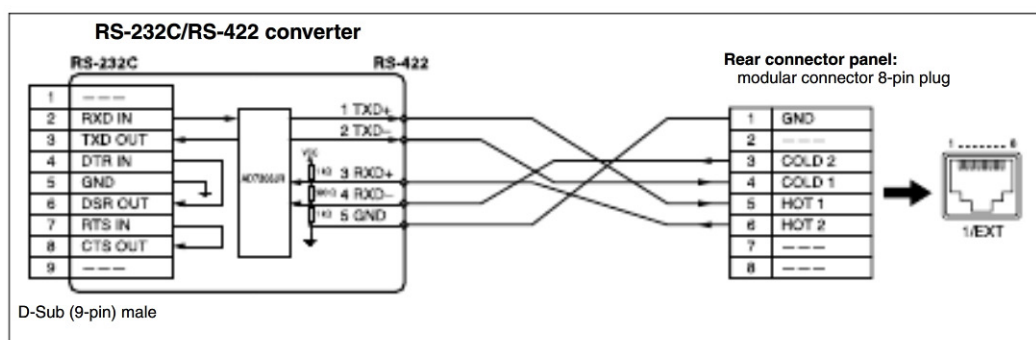 RS-232C/RS-422 converter
RS-232C
RS-422
1 ---
2 RXD IN
3 TXD OUT
4 DTR IN
5 GND
6 DSR OUT
7 RTS IN
8 CTS OUT
9 ---
VCC
1 TXD+
2 TXD-
3 RXD+
4 RXD-
5 GND
D-Sub (9-pin) male
Rear connector panel:
modular connector 8-pin plug
1 GND
2 ---
3 COLD 2
4 COLD 1
5 HOT 1
6 HOT 2
7 ---
8 ---
1 -------- 8
1/EXT